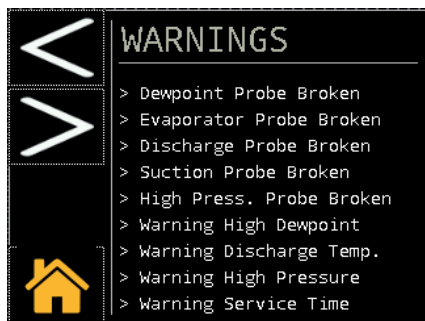 WARNINGS
> Dewpoint Probe Broken
> Evaporator Probe Broken
> Discharge Probe Broken
> Suction Probe Broken
> High Press. Probe Broken
> Warning High Dewpoint
> Warning Discharge Temp.
> Warning High Pressure
> Warning Service Time